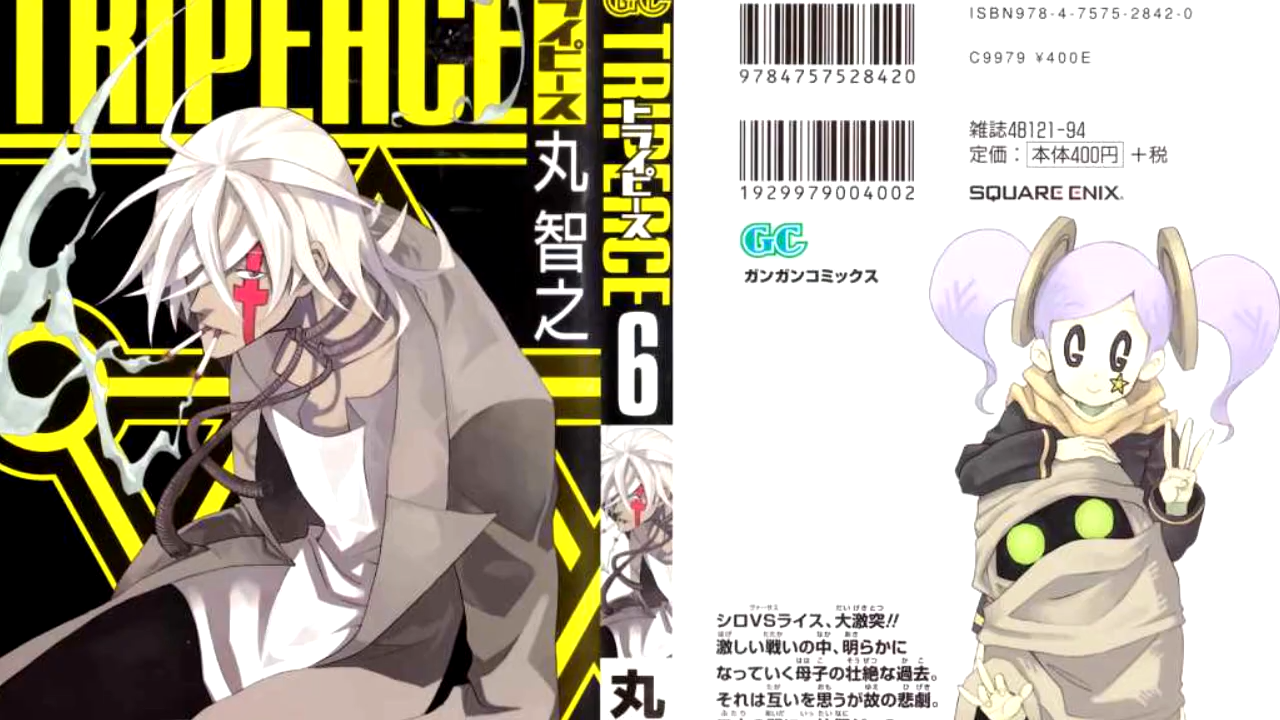 TRIPEACE
ライピース
丸智之
GC
TRIPEACE
トライピース
6
丸
9784757528420
1929979004002
GC
ガンガンコミックス
ISBN978-4-7575-2842-0
C9979 ¥400E
雑誌48121-94
定価:本体400円+税
SQUARE ENIX.
G G
シロVSライス、大激突!!
激しい戦いの中、明らかに
なっていく母子の壮絶な過去。
それは互いを思うが故の悲劇。